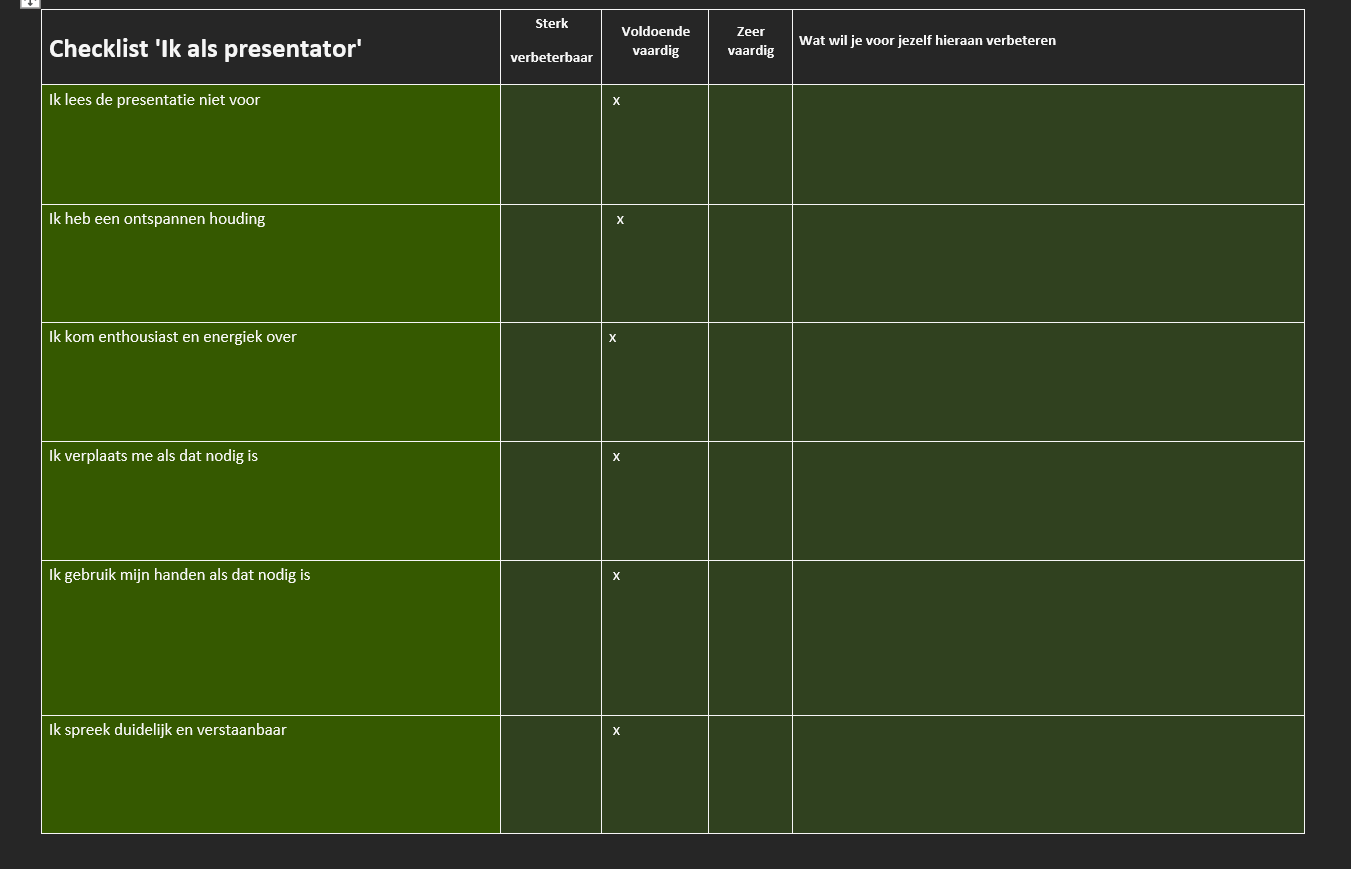 Checklist 'Ik als presentator'
Sterk
verbeterbaar
Voldoende
vaardig
Zeer
vaardig
Wat wil je voor jezelf hieraan verbeteren
Ik lees de presentatie niet voor
x
Ik heb een ontspannen houding
x
Ik kom enthousiast en energiek over
x
Ik verplaats me als dat nodig is
x
Ik gebruik mijn handen als dat nodig is
x
Ik spreek duidelijk en verstaanbaar
x